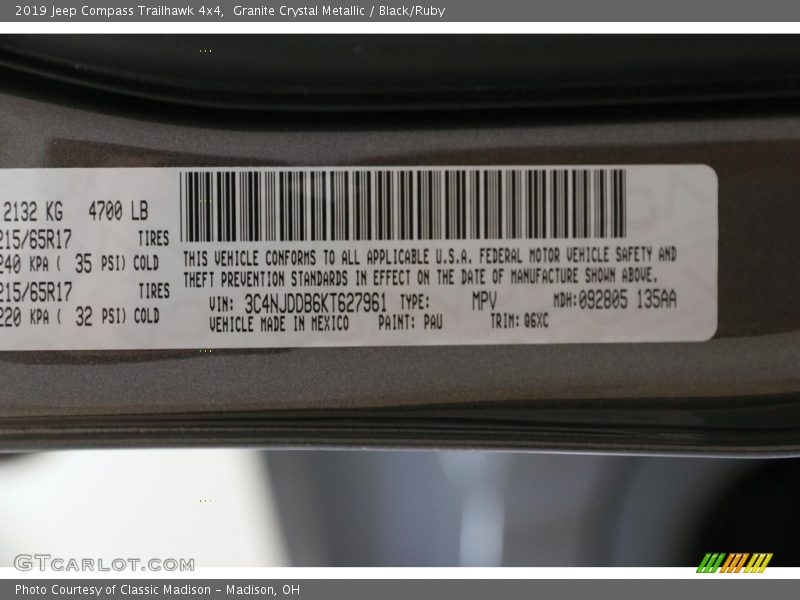 2019 Jeep Compass Trailhawk 4x4,  Granite Crystal Metallic / Black/Ruby
2132 KG 4700 LB
215/65R17 TIRES
240 KPA ( 35 PSI) COLD
215/65R17 TIRES
220 KPA ( 32 PSI) COLD
THIS VEHICLE CONFORMS TO ALL APPLICABLE U.S.A. FEDERAL MOTOR VEHICLE SAFETY AND
THEFT PREVENTION STANDARDS IN EFFECT ON THE DATE OF MANUFACTURE SHOWN ABOVE.
VIN: 3C4NJDDB6KT627961 TYPE: MPV MDH:092805 135AA
VEHICLE MADE IN MEXICO PAINT: PAU TRIM: Q6XC
GTcarlot.com
Photo Courtesy of Classic Madison - Madison, OH